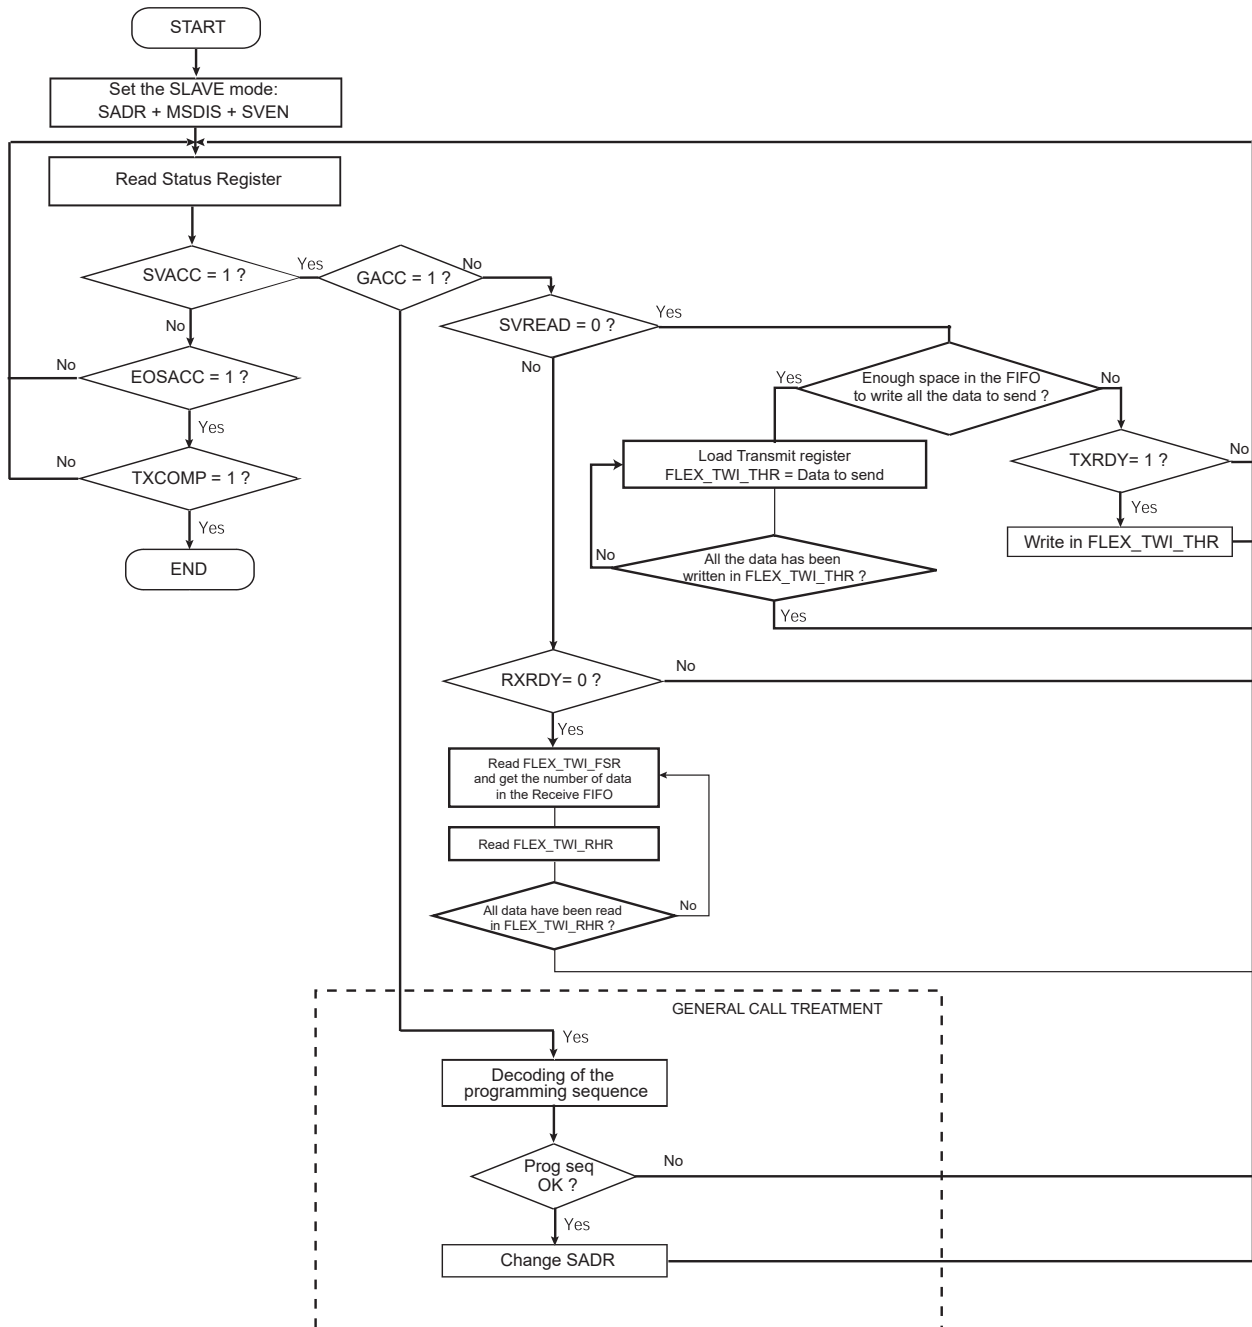 START
Set the SLAVE mode:
SADR + MSDIS + SVEN
Read Status Register
SVACC = 1 ?
Yes
GACC = 1 ?
No
SVREAD = 0 ?
Yes
No
No
EOSACC = 1 ?
No
Yes
Enough space in the FIFO
to write all the data to send ?
Yes
No
Load Transmit register
FLEX_TWI_THR = Data to send
TXRDY= 1 ?
No
No
TXCOMP = 1 ?
Yes
Yes
Write in FLEX_TWI_THR
END
No
All the data has been
written in FLEX_TWI_THR ?
Yes
RXRDY= 0 ?
No
Yes
Read FLEX_TWI_FSR
and get the number of data
in the Receive FIFO
Read FLEX_TWI_RHR
All data have been read
in FLEX_TWI_RHR ?
No
GENERAL CALL TREATMENT
Yes
Decoding of the
programming sequence
Prog seq
OK ?
No
Yes
Change SADR